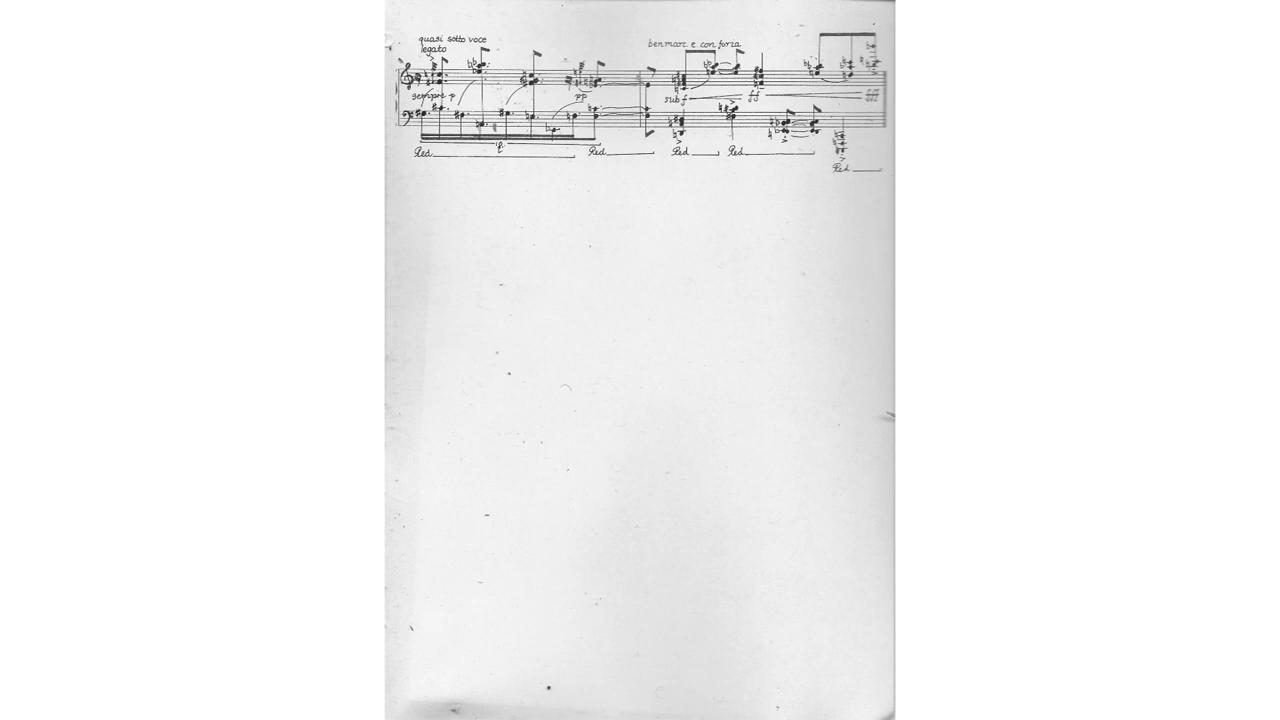 quasi sotto voce
legato
ben marc. e con forza
sempre p
pp
sub f
ff
fff
Ped
Ped
Ped
Ped
Ped